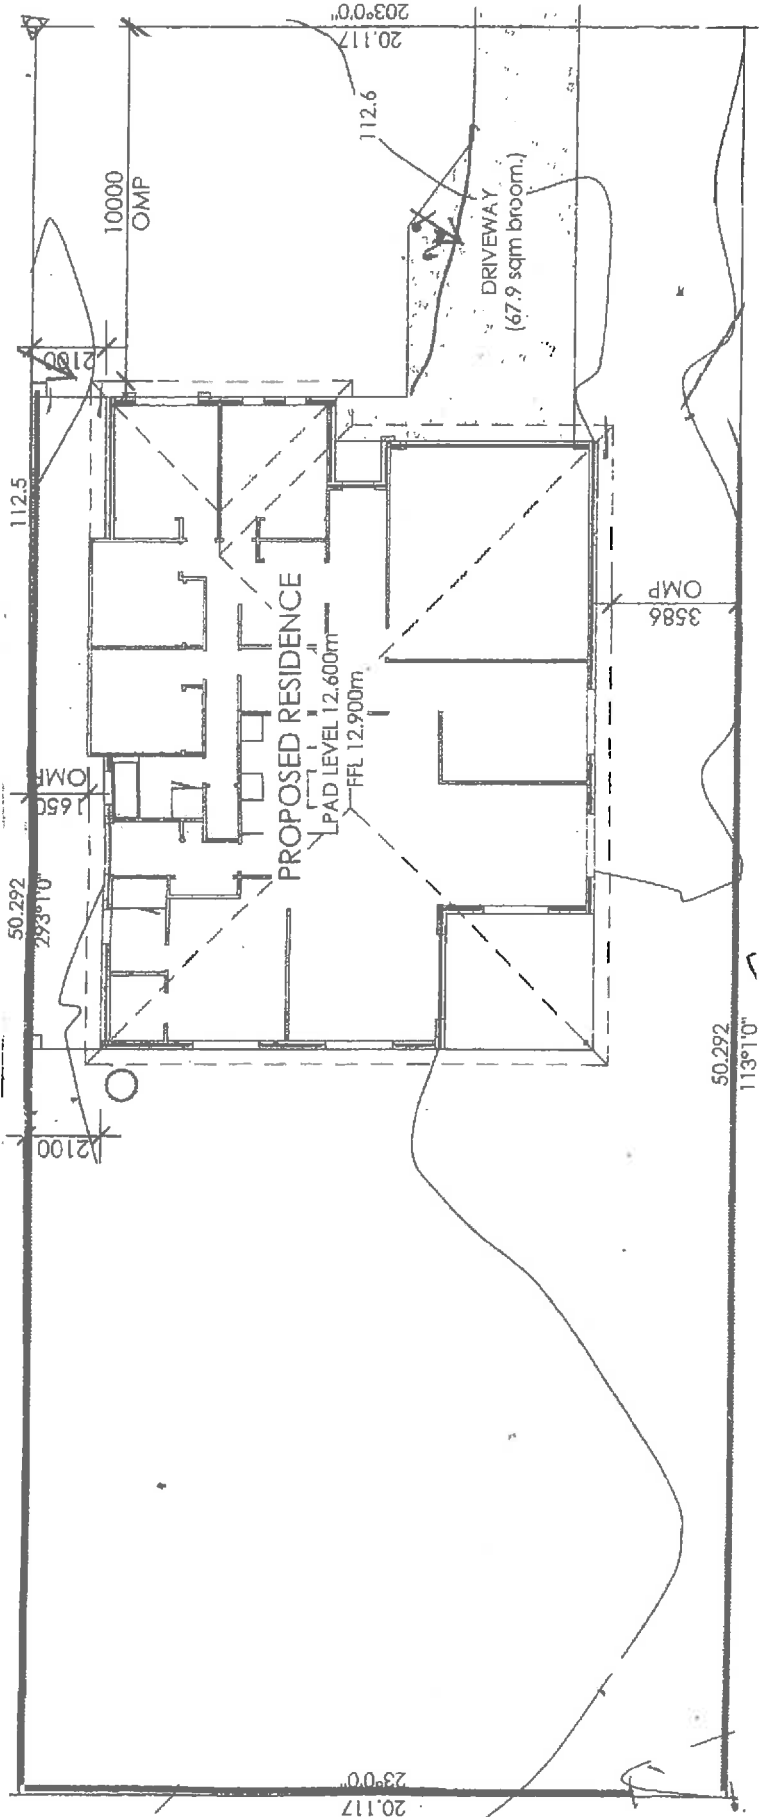 203°0'0"
20.117
10000
OMP
112.6
DRIVEWAY
(67.9 sqm broom.)
2100
112.5
3586
OMP
PROPOSED RESIDENCE
PAD LEVEL 12.600m
FFL 12.900m
1650
OMP
50.292
293°1'0"
2100
50.292
113°1'0"
23°0'0"
20.117